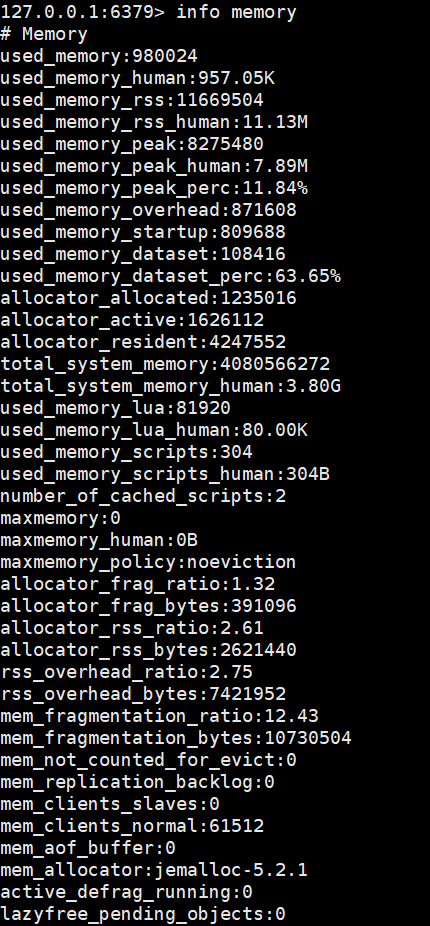 127.0.0.1:6379> info memory
# Memory
used_memory:980024
used_memory_human:957.05K
used_memory_rss:11669504
used_memory_rss_human:11.13M
used_memory_peak:8275480
used_memory_peak_human:7.89M
used_memory_peak_perc:11.84%
used_memory_overhead:871608
used_memory_startup:809688
used_memory_dataset:108416
used_memory_dataset_perc:63.65%
allocator_allocated:1235016
allocator_active:1626112
allocator_resident:4247552
total_system_memory:4080566272
total_system_memory_human:3.80G
used_memory_lua:81920
used_memory_lua_human:80.00K
used_memory_scripts:304
used_memory_scripts_human:304B
number_of_cached_scripts:2
maxmemory:0
maxmemory_human:0B
maxmemory_policy:noeviction
allocator_frag_ratio:1.32
allocator_frag_bytes:391096
allocator_rss_ratio:2.61
allocator_rss_bytes:2621440
rss_overhead_ratio:2.75
rss_overhead_bytes:7421952
mem_fragmentation_ratio:12.43
mem_fragmentation_bytes:10730504
mem_not_counted_for_evict:0
mem_replication_backlog:0
mem_clients_slaves:0
mem_clients_normal:61512
mem_aof_buffer:0
mem_allocator:jemalloc-5.2.1
active_defrag_running:0
lazyfree_pending_objects:0